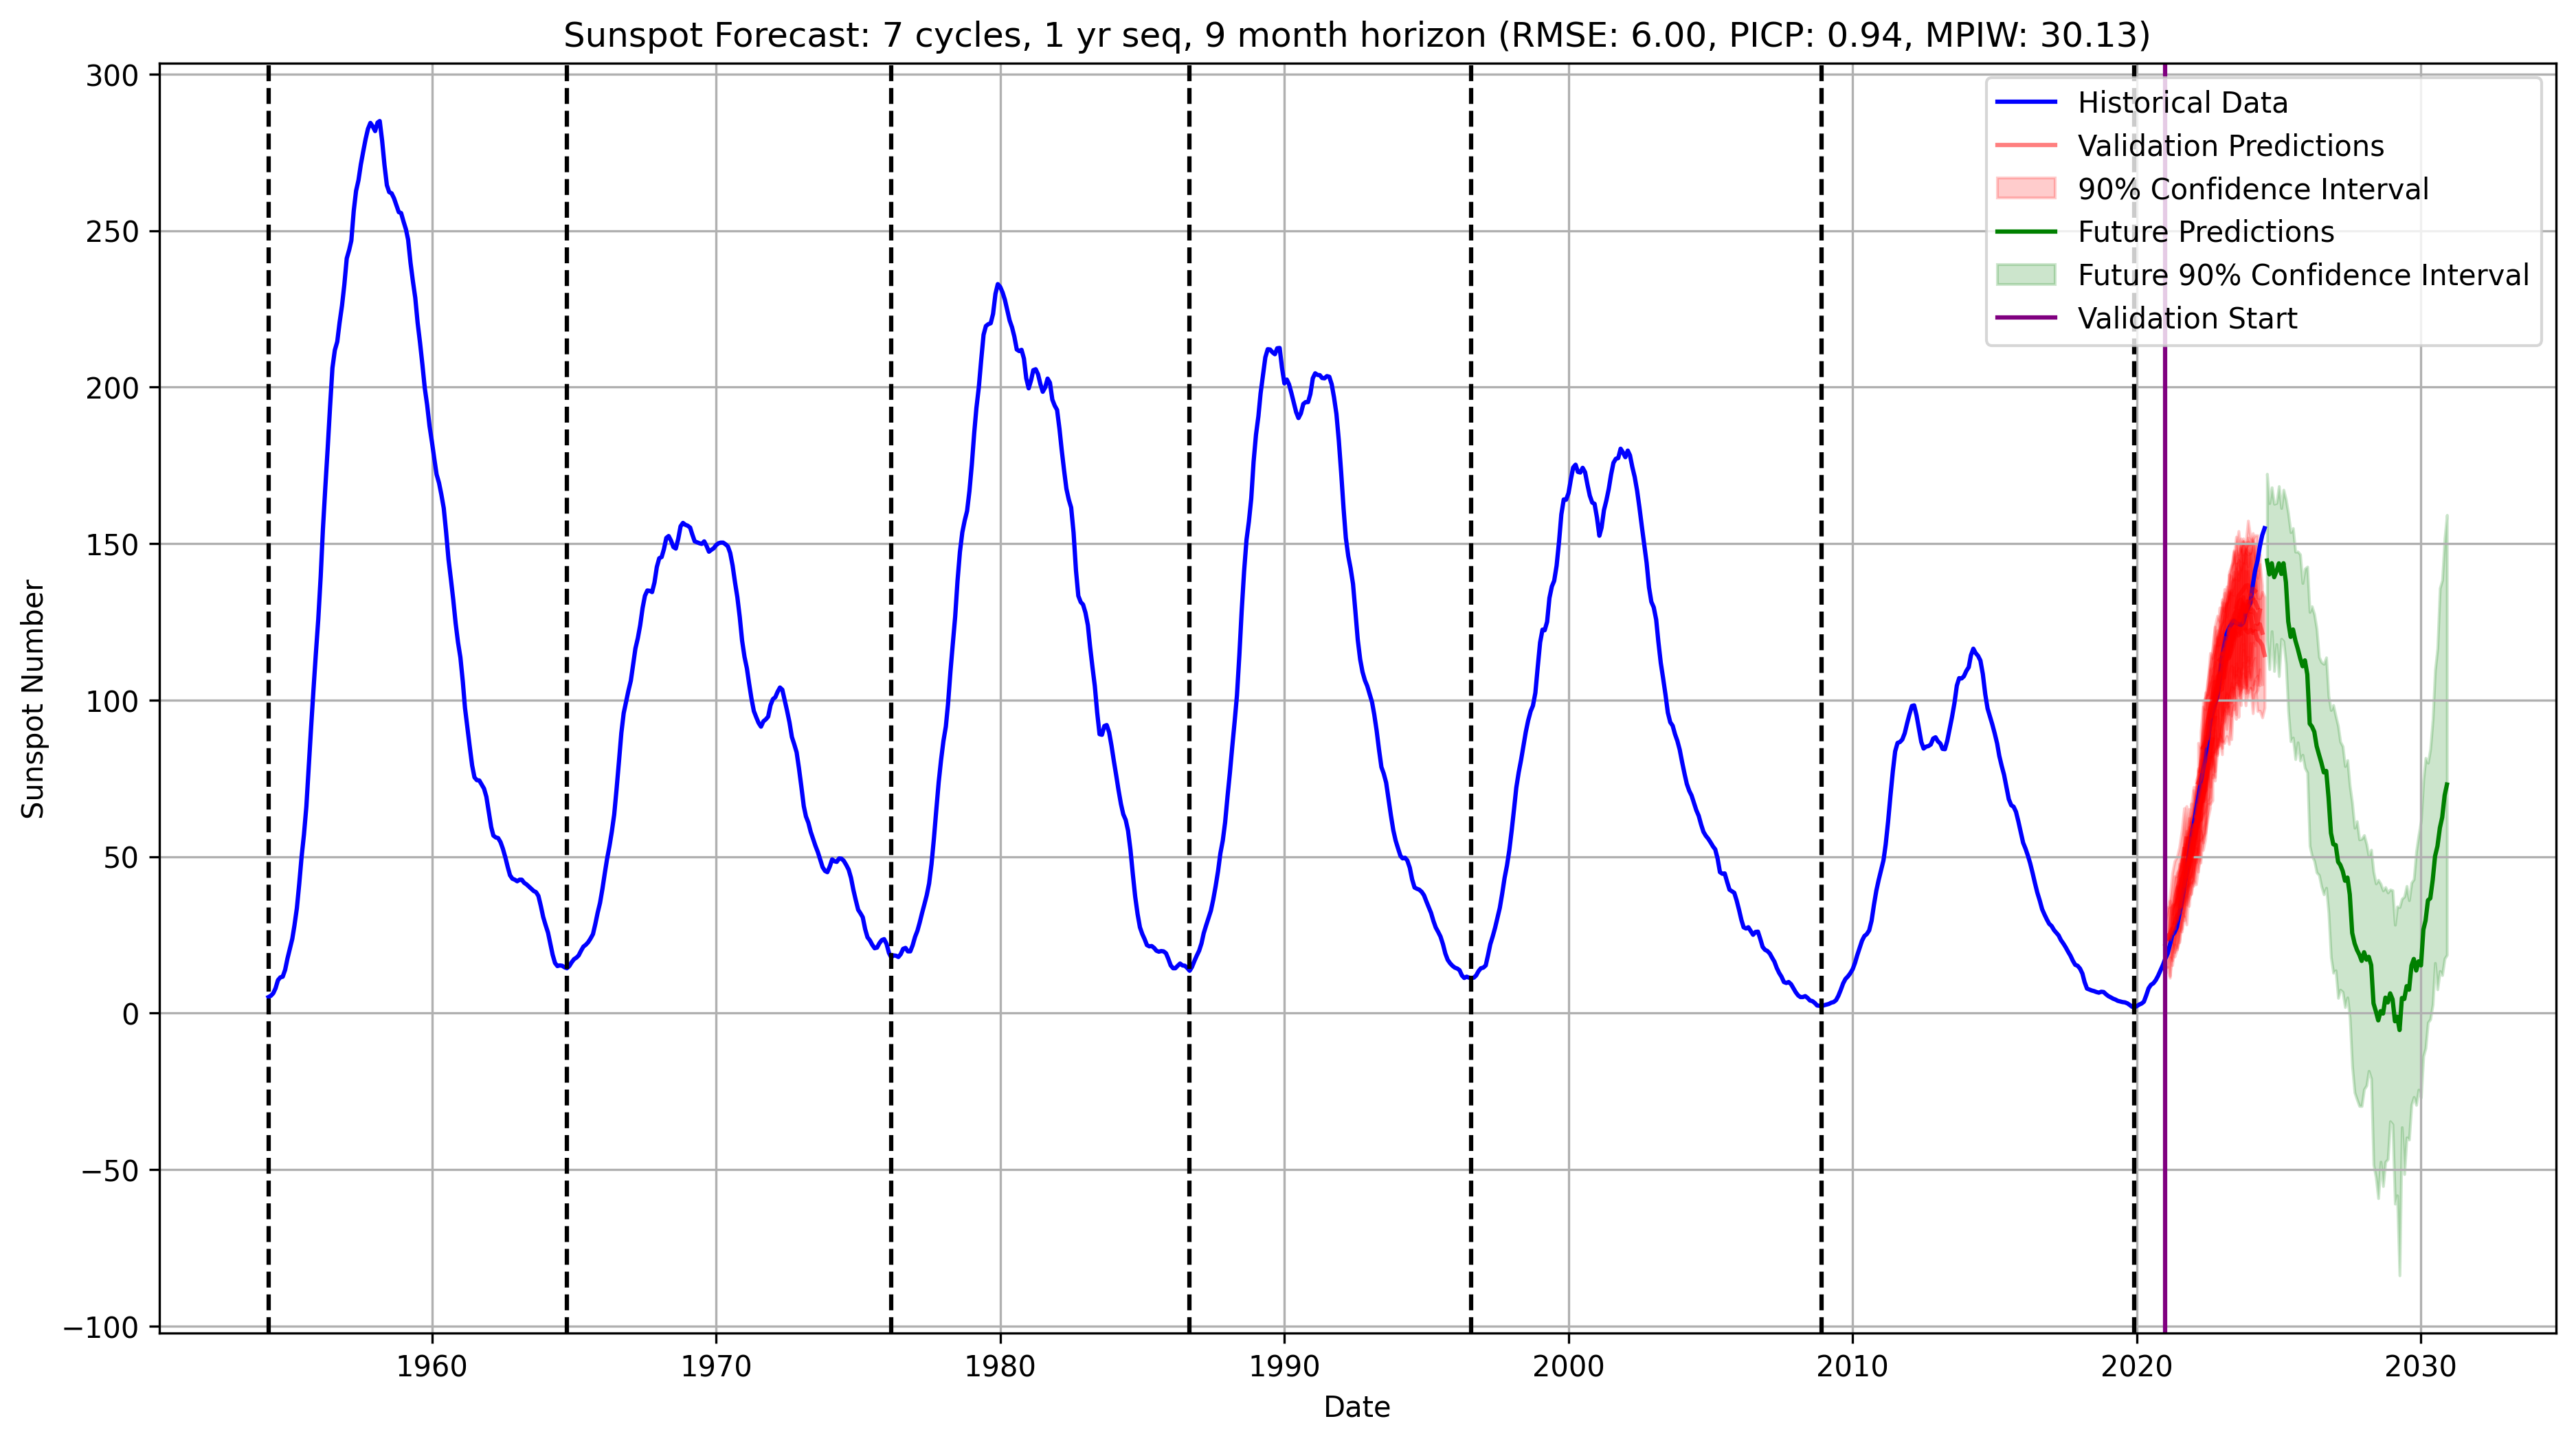 Sunspot Forecast: 7 cycles, 1 yr seq, 9 month horizon (RMSE: 6.00, PICP: 0.94, MPIW: 30.13)
Historical Data
Validation Predictions
90% Confidence Interval
Future Predictions
Future 90% Confidence Interval
Validation Start
Sunspot Number
300
250
200
150
100
50
0
−50
−100
1960 1970 1980 1990 2000 2010 2020 2030
Date